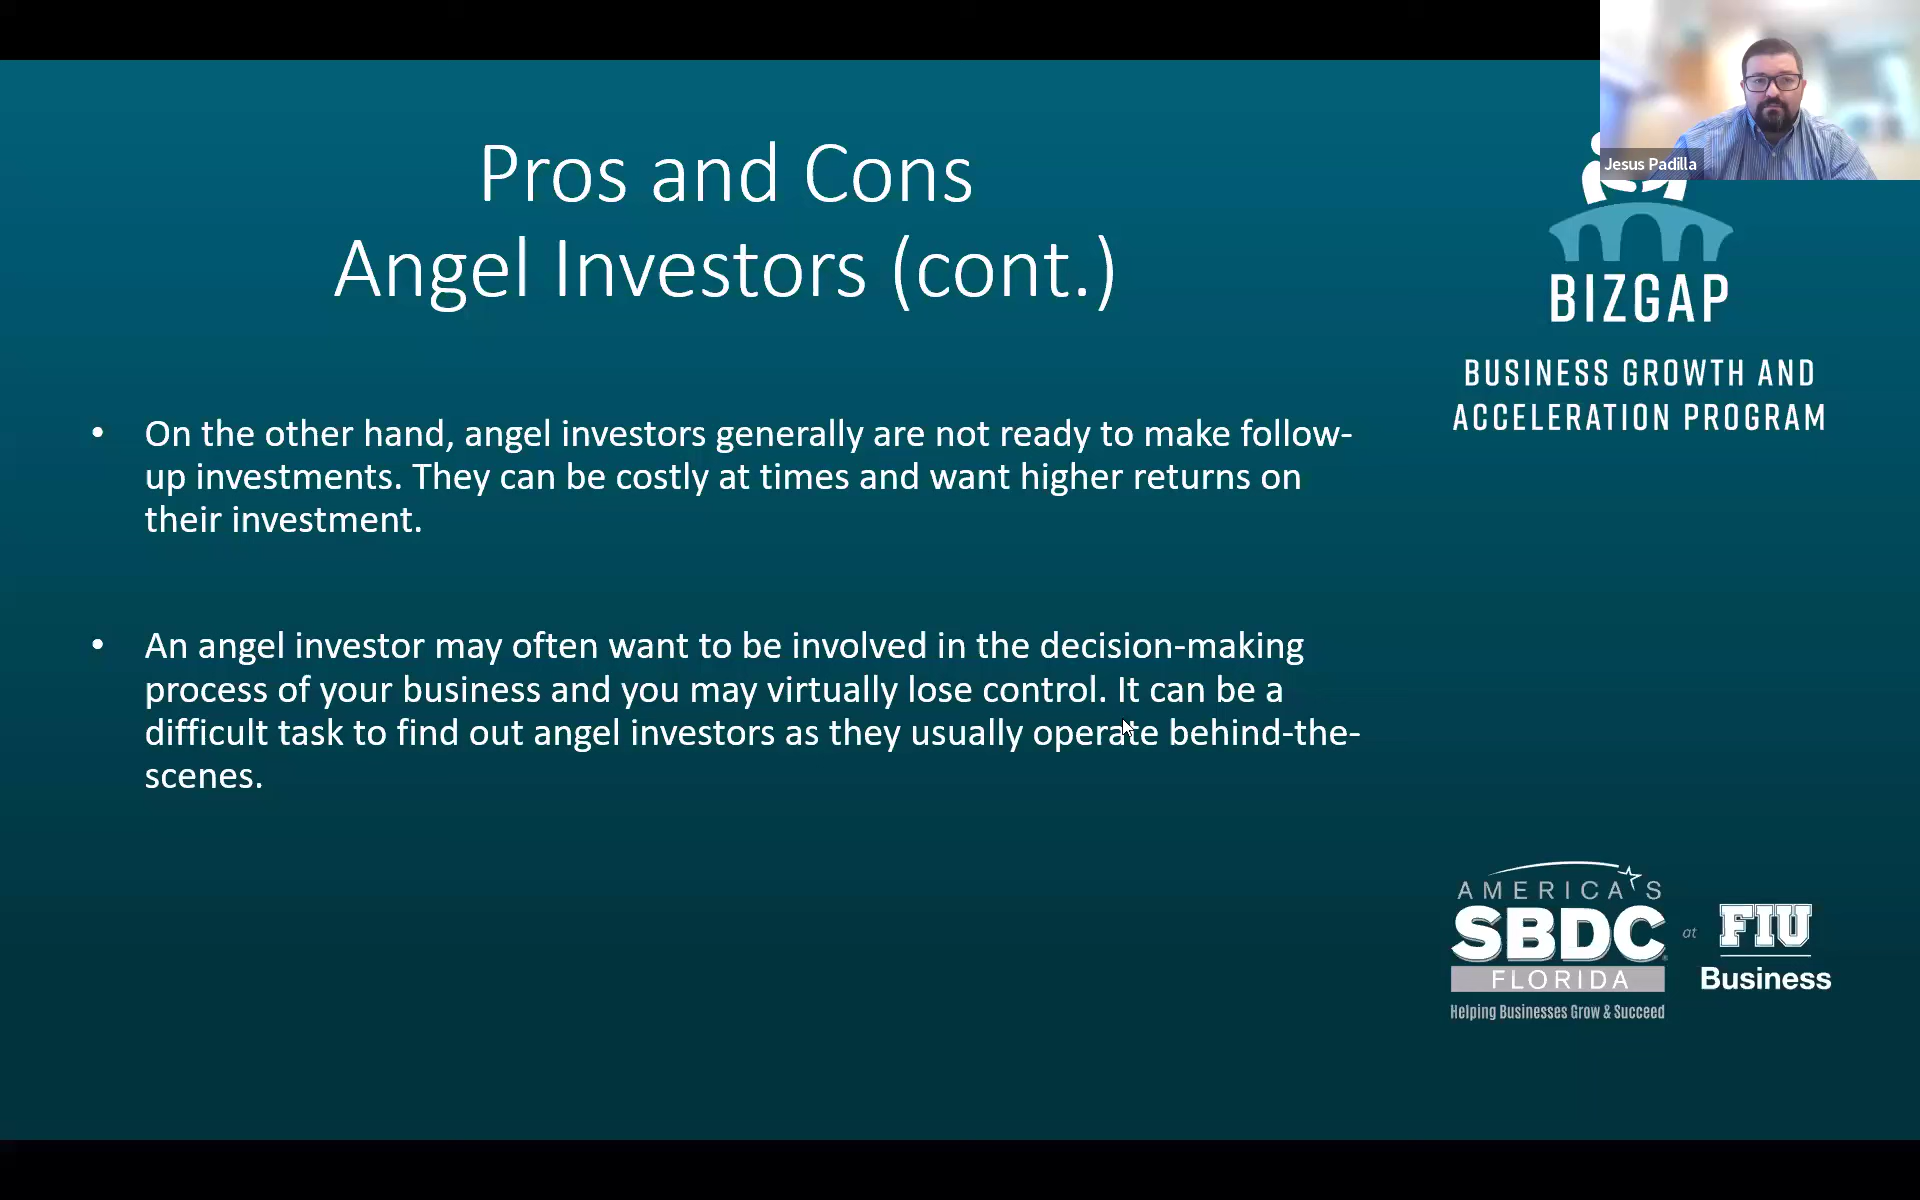 Jesus Padilla
Pros and Cons
Angel Investors (cont.)
BIZGAP
BUSINESS GROWTH AND
ACCELERATION PROGRAM
• On the other hand, angel investors generally are not ready to make follow-
up investments. They can be costly at times and want higher returns on
their investment.
• An angel investor may often want to be involved in the decision-making
process of your business and you may virtually lose control. It can be a
difficult task to find out angel investors as they usually operate behind-the-
scenes.
AMERICA'S
SBDC
FLORIDA
Helping Businesses Grow & Succeed
at
FIU
Business